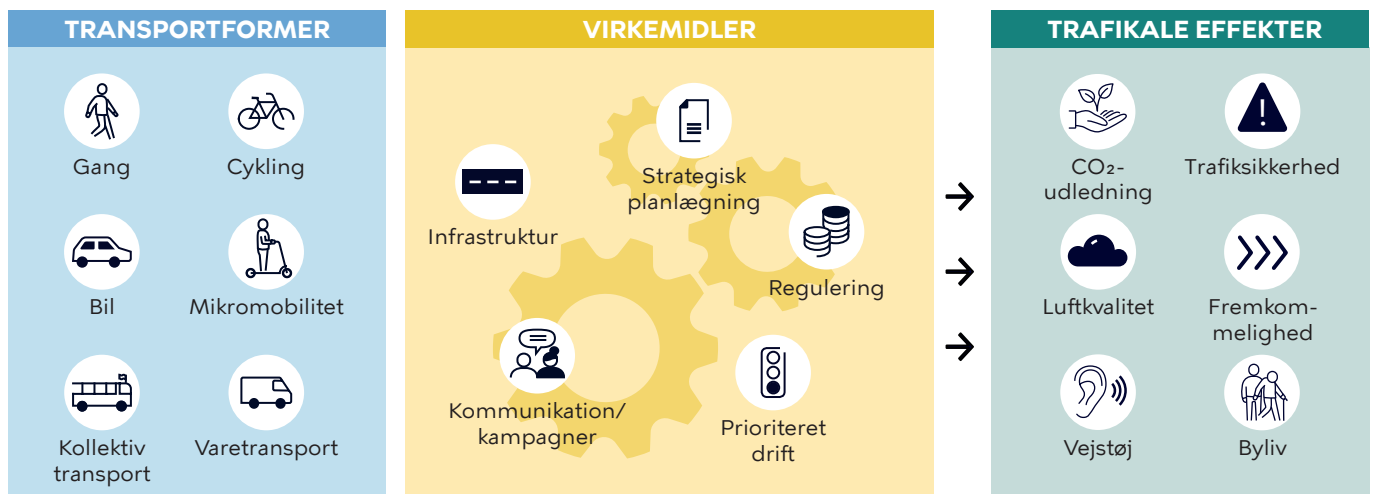 TRANSPORTFORMER
Gang
Cykling
Bil
Mikromobilitet
Kollektiv
transport
Varetransport
VIRKEMIDLER
Strategisk
planlægning
Infrastruktur
Regulering
Kommunikation/
kampagner
Prioriteret
drift
TRAFIKALE EFFEKTER
CO₂-
udledning
Trafiksikkerhed
Luftkvalitet
Fremkom-
melighed
Vejstøj
Byliv